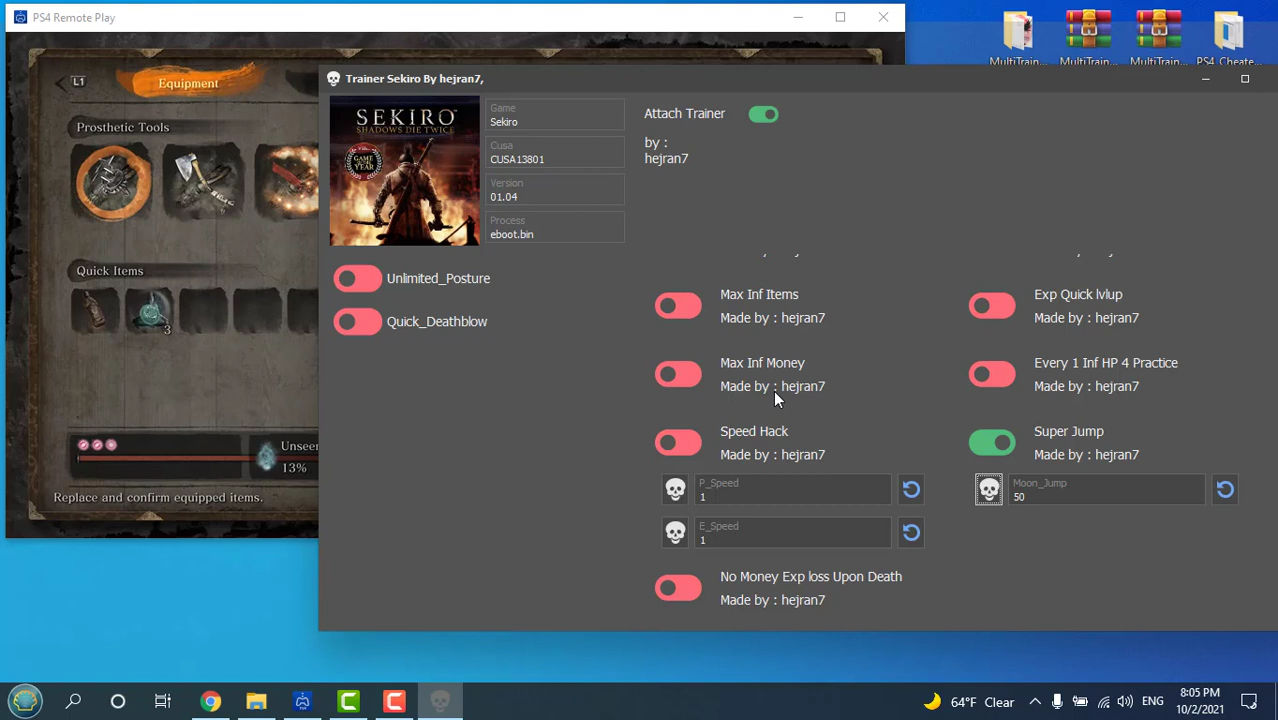 PS4 Remote Play
MultiTrain...
MultiTrain...
MultiTrain...
PS4_Cheate...
L1
Equipment
Prosthetic Tools
Quick Items
3
Unseen
13%
Replace and confirm equipped items.
Trainer Sekiro By hejran7,
SEKIRO
SHADOWS DIE TWICE
GAME
YEAR
Game
Sekiro
Cusa
CUSA13801
Version
01.04
Process
eboot.bin
Attach Trainer
by :
hejran7
Unlimited_Posture
Quick_Deathblow
Max Inf Items
Made by : hejran7
Exp Quick lvlup
Made by : hejran7
Max Inf Money
Made by : hejran7
Every 1 Inf HP 4 Practice
Made by : hejran7
Speed Hack
Made by : hejran7
Super Jump
Made by : hejran7
P_Speed
1
E_Speed
1
Moon_Jump
50
No Money Exp loss Upon Death
Made by : hejran7
64°F Clear
ENG
8:05 PM
10/2/2021